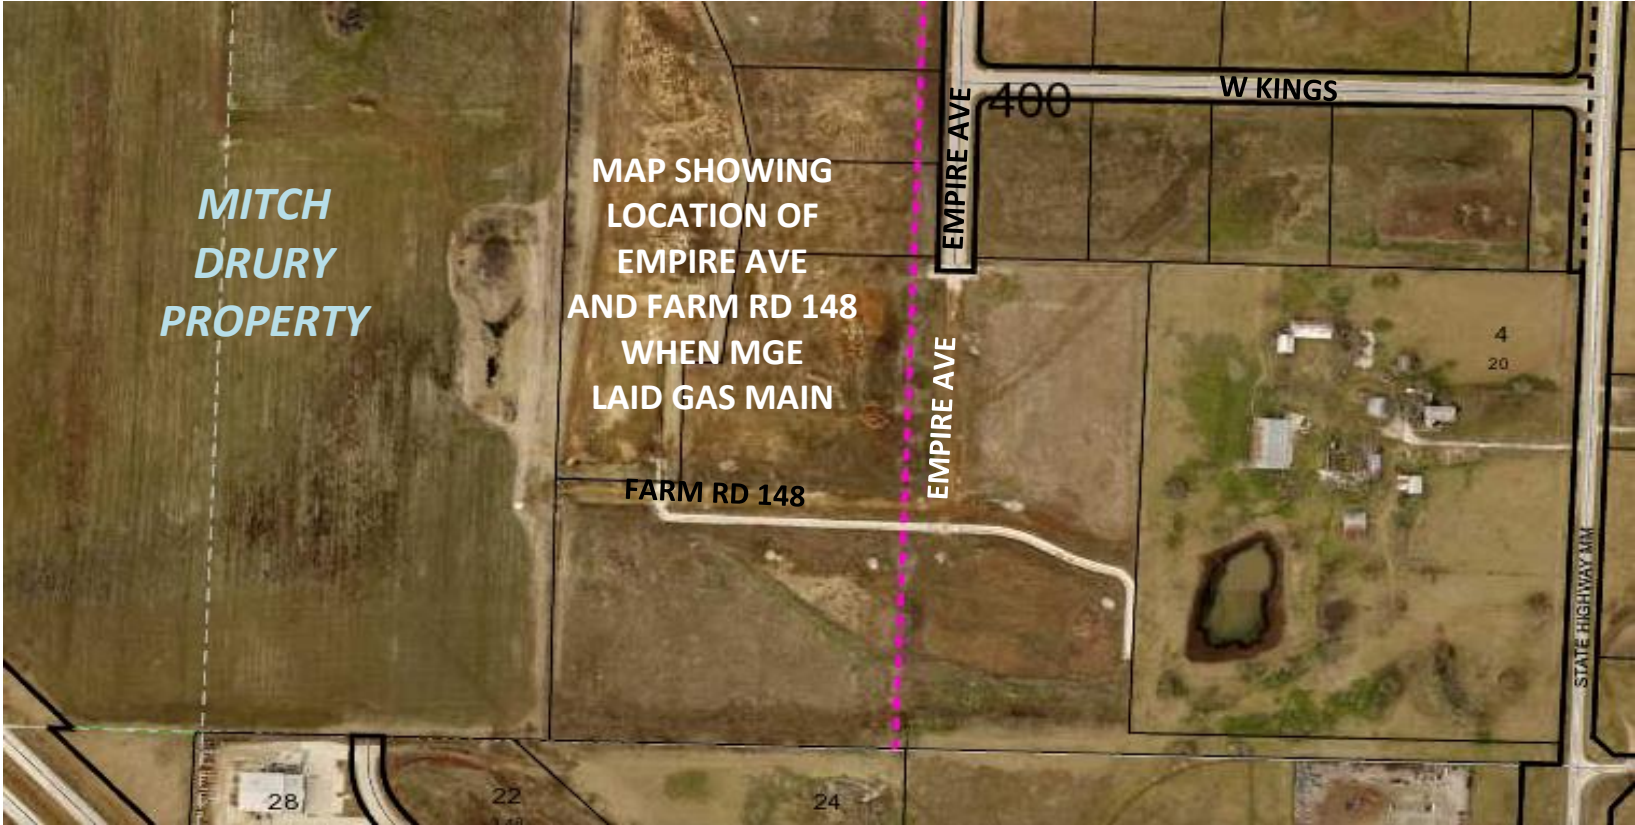 W KINGS
400
EMPIRE AVE
MAP SHOWING
LOCATION OF
EMPIRE AVE
AND FARM RD 148
WHEN MGE
LAID GAS MAIN
MITCH
DRURY
PROPERTY
4
20
EMPIRE AVE
FARM RD 148
STATE HIGHWAY MM
28
22
24